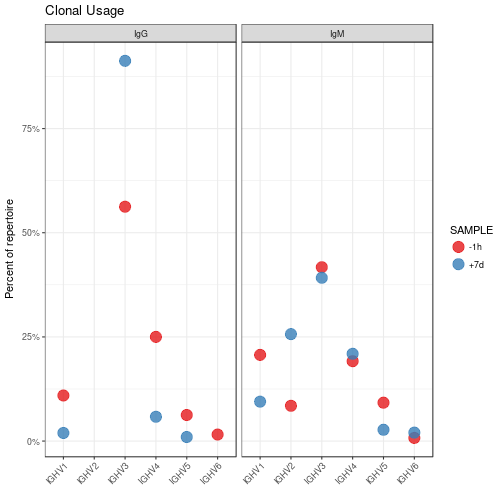 Clonal Usage
IgG
IgM
Percent of repertoire
75%
50%
25%
0%
IGHV1
IGHV2
IGHV3
IGHV4
IGHV5
IGHV6
IGHV1
IGHV2
IGHV3
IGHV4
IGHV5
IGHV6
SAMPLE
-1h
+7d